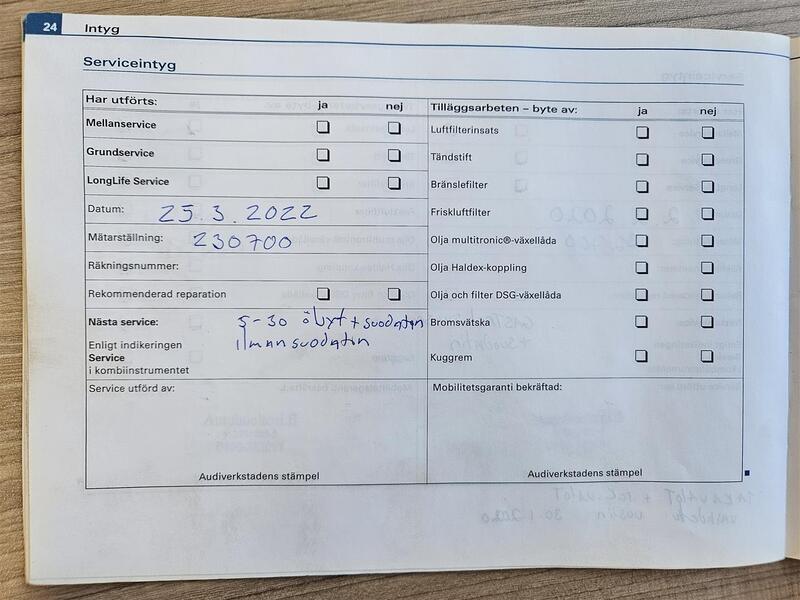 24 Intyg
Serviceintyg
Har utförts: ja nej
Mellanservice
Grundservice
LongLife Service
Datum: 25.3.2022
Mätarställning: 230700
Räkningsnummer:
Rekommenderad reparation
Nästa service: 5-30 ö byt + suodatin
Enligt indikeringen ilman suodatin
Service
i kombiinstrumentet
Service utförd av:
Audiverkstadens stämpel
Tilläggsarbeten – byte av: ja nej
Luftfilterinsats
Tändstift
Bränslefilter
Friskluftfilter
Olja multitronic®-växellåda
Olja Haldex-koppling
Olja och filter DSG-växellåda
Bromsvätska
Kuggrem
Mobilitetsgaranti bekräftad:
Audiverkstadens stämpel